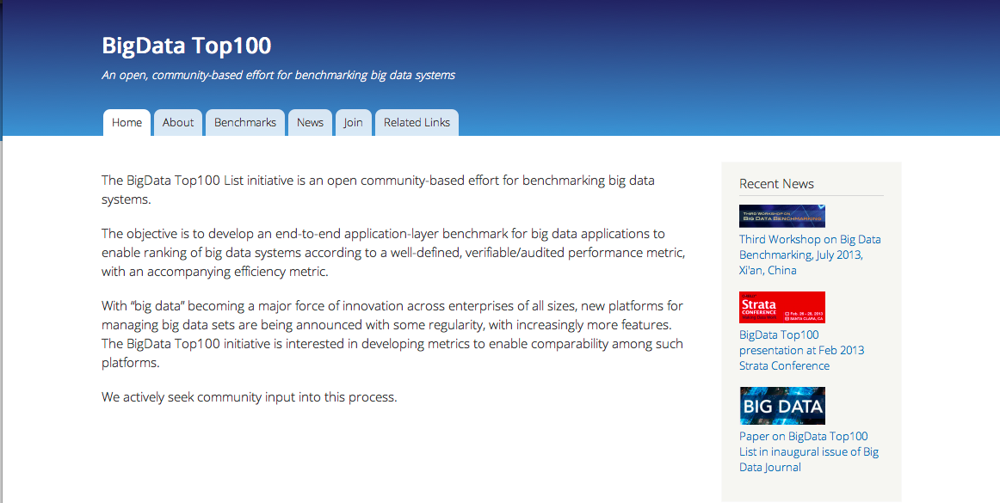 BigData Top100
An open, community-based effort for benchmarking big data systems
Home About Benchmarks News Join Related Links
The BigData Top100 List initiative is an open community-based effort for benchmarking big data
systems.
The objective is to develop an end-to-end application-layer benchmark for big data applications to
enable ranking of big data systems according to a well-defined, verifiable/audited performance metric,
with an accompanying efficiency metric.
With “big data” becoming a major force of innovation across enterprises of all sizes, new platforms for
managing big data sets are being announced with some regularity, with increasingly more features.
The BigData Top100 initiative is interested in developing metrics to enable comparability among such
platforms.
We actively seek community input into this process.
Recent News
THIRD WORKSHOP ON
BIG DATA BENCHMARKING
Third Workshop on Big Data
Benchmarking, July 2013,
Xi'an, China
Strata
CONFERENCE
Feb. 26 - 28, 2013
SANTA CLARA, CA
BigData Top100
presentation at Feb 2013
Strata Conference
BIG DATA
Paper on BigData Top100
List in inaugural issue of Big
Data Journal